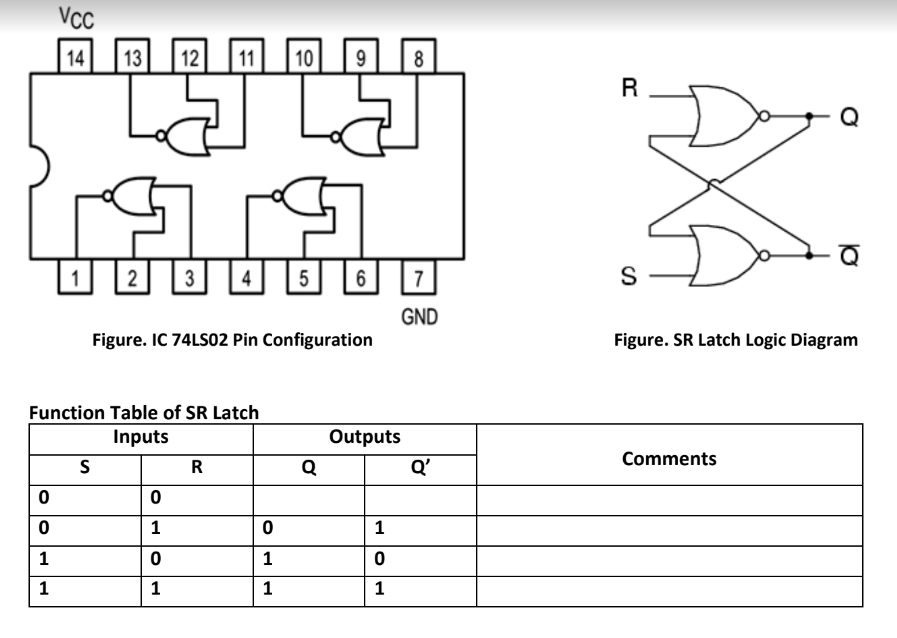 VCC
14 13 12 11 10 9 8
1 2 3 4 5 6 7
GND
Figure. IC 74LS02 Pin Configuration
R
Q
S
Q̅
Figure. SR Latch Logic Diagram
Function Table of SR Latch
Inputs Outputs Comments
S R Q Q’
0 0
0 1 0 1
1 0 1 0
1 1 1 1